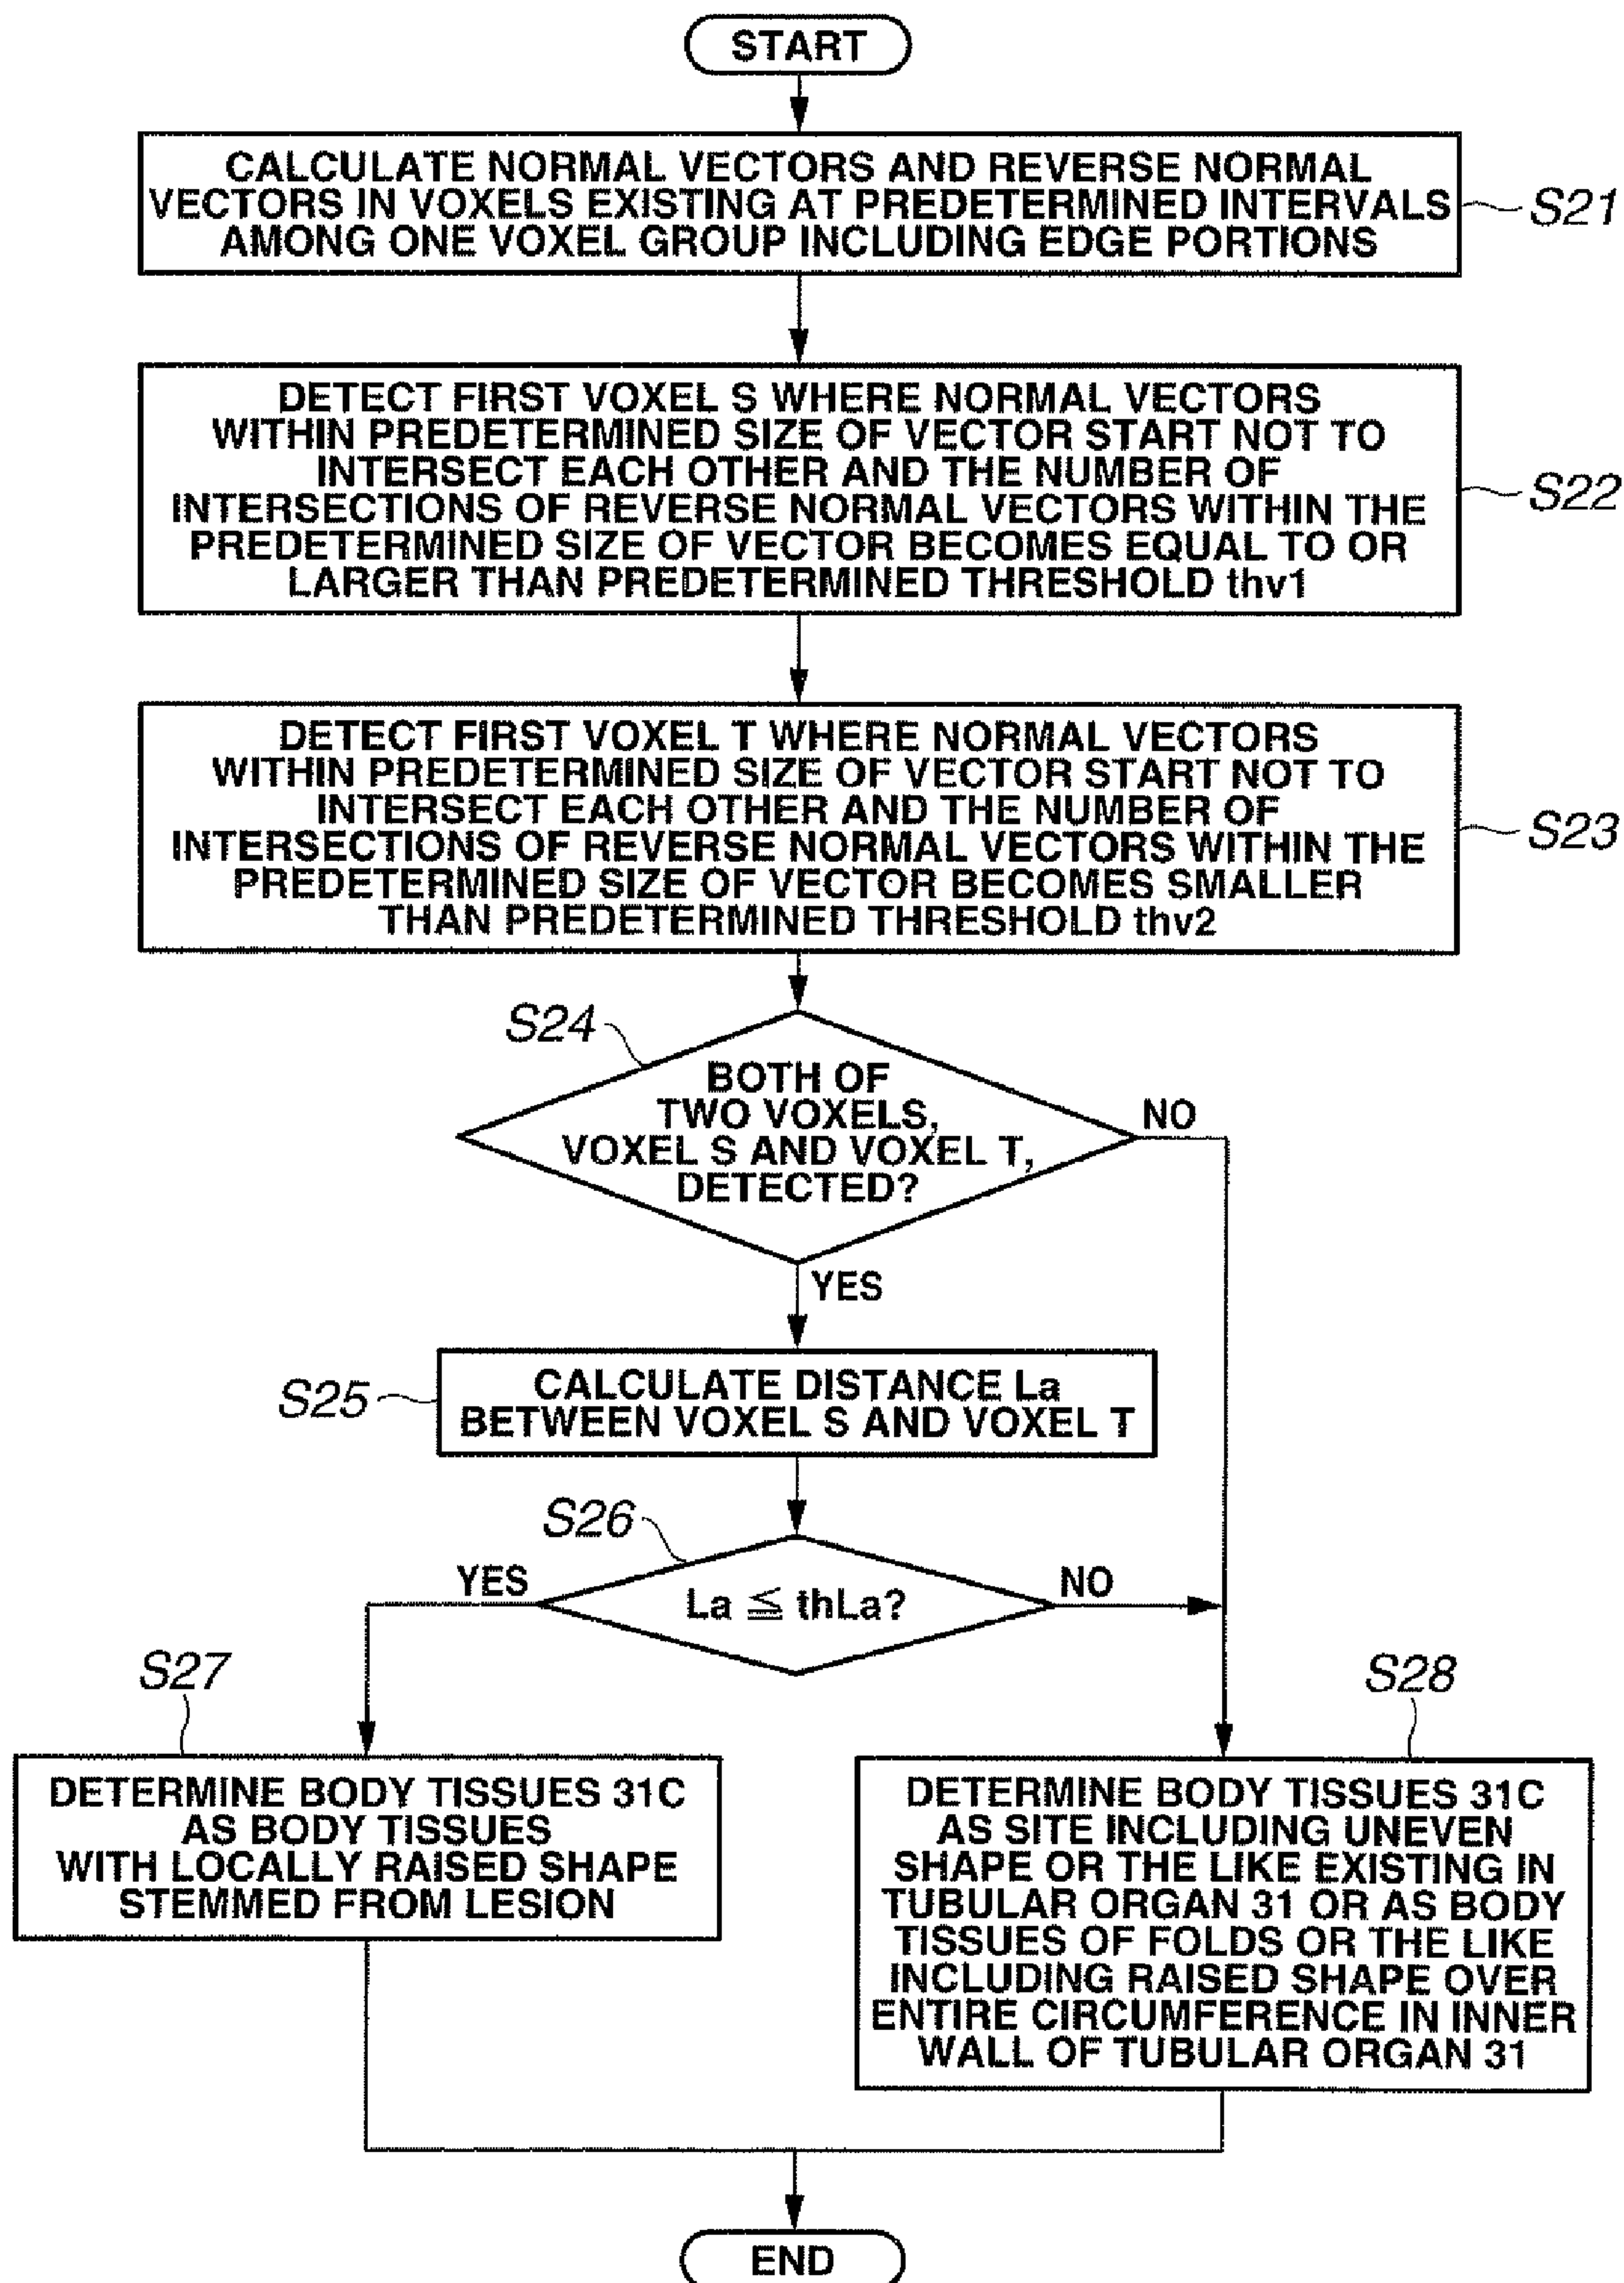 START
CALCULATE NORMAL VECTORS AND REVERSE NORMAL
VECTORS IN VOXELS EXISTING AT PREDETERMINED INTERVALS
AMONG ONE VOXEL GROUP INCLUDING EDGE PORTIONS
S21
DETECT FIRST VOXEL S WHERE NORMAL VECTORS
WITHIN PREDETERMINED SIZE OF VECTOR START NOT TO
INTERSECT EACH OTHER AND THE NUMBER OF
INTERSECTIONS OF REVERSE NORMAL VECTORS WITHIN THE
PREDETERMINED SIZE OF VECTOR BECOMES EQUAL TO OR
LARGER THAN PREDETERMINED THRESHOLD thv1
S22
DETECT FIRST VOXEL T WHERE NORMAL VECTORS
WITHIN PREDETERMINED SIZE OF VECTOR START NOT TO
INTERSECT EACH OTHER AND THE NUMBER OF
INTERSECTIONS OF REVERSE NORMAL VECTORS WITHIN THE
PREDETERMINED SIZE OF VECTOR BECOMES SMALLER
THAN PREDETERMINED THRESHOLD thv2
S23
S24
BOTH OF
TWO VOXELS,
VOXEL S AND VOXEL T,
DETECTED?
NO
YES
S25
CALCULATE DISTANCE La
BETWEEN VOXEL S AND VOXEL T
S26
YES
La ≦ thLa?
NO
S27
DETERMINE BODY TISSUES 31C
AS BODY TISSUES
WITH LOCALLY RAISED SHAPE
STEMMED FROM LESION
S28
DETERMINE BODY TISSUES 31C
AS SITE INCLUDING UNEVEN
SHAPE OR THE LIKE EXISTING IN
TUBULAR ORGAN 31 OR AS BODY
TISSUES OF FOLDS OR THE LIKE
INCLUDING RAISED SHAPE OVER
ENTIRE CIRCUMFERENCE IN INNER
WALL OF TUBULAR ORGAN 31
END